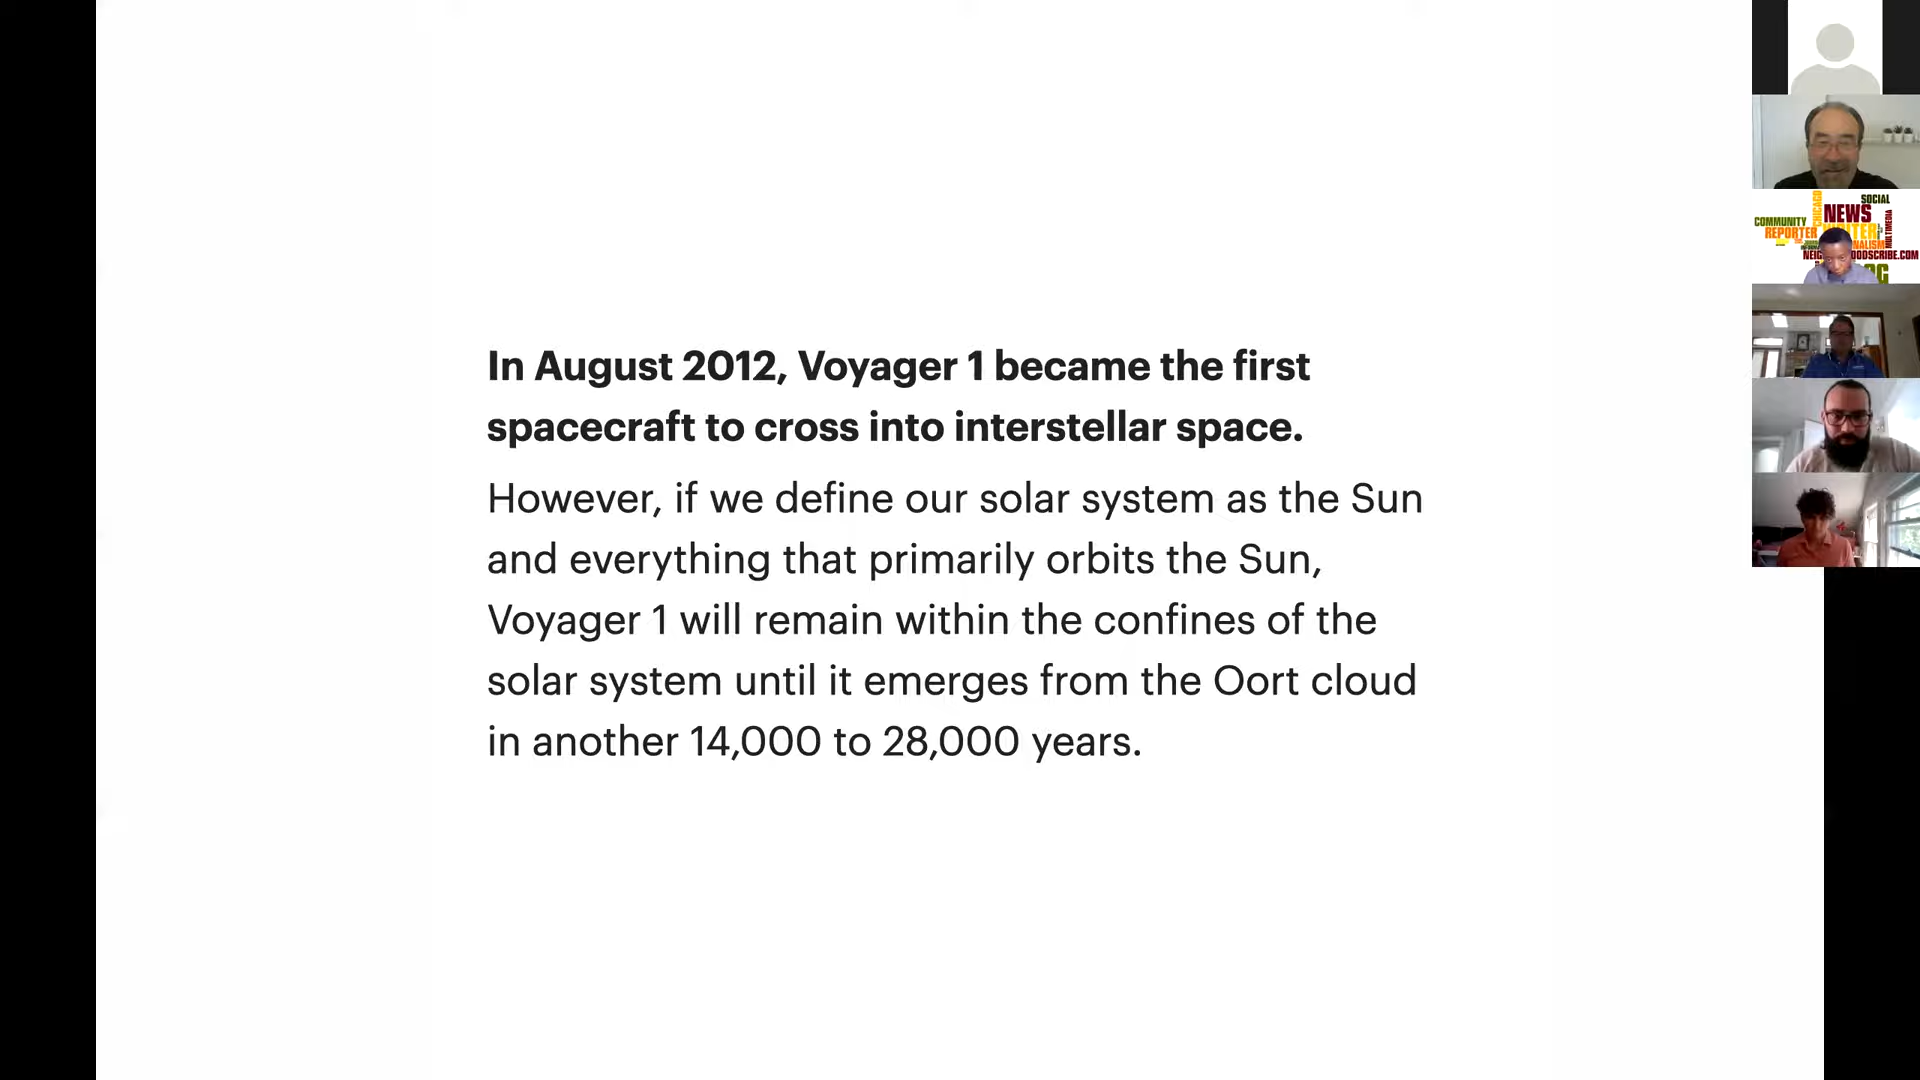 In August 2012, Voyager 1 became the first
spacecraft to cross into interstellar space.
However, if we define our solar system as the Sun
and everything that primarily orbits the Sun,
Voyager 1 will remain within the confines of the
solar system until it emerges from the Oort cloud
in another 14,000 to 28,000 years.
SOCIAL
CHICAGO
NEWS
COMMUNITY
REPORTER
MULTIMEDIA